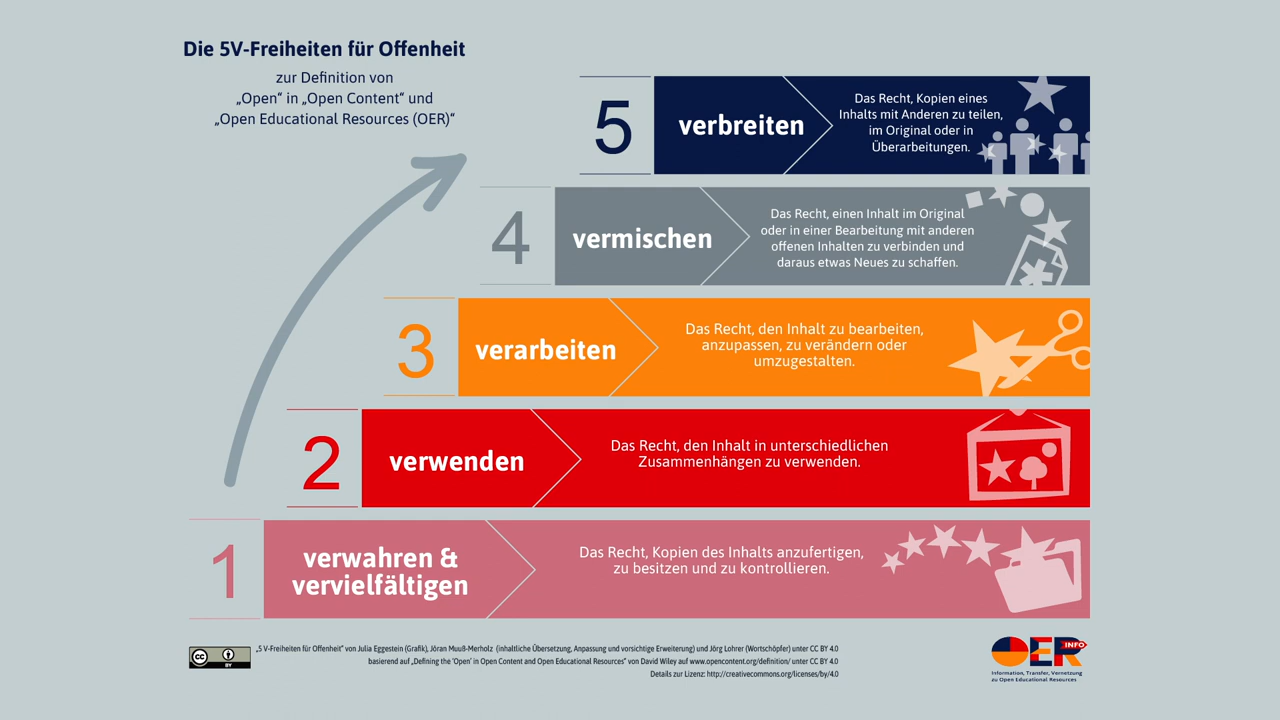 Die 5V-Freiheiten für Offenheit
zur Definition von
„Open“ in „Open Content“ und
„Open Educational Resources (OER)“
5
verbreiten
Das Recht, Kopien eines
Inhalts mit Anderen zu teilen,
im Original oder in
Überarbeitungen.
4
vermischen
Das Recht, einen Inhalt im Original
oder in einer Bearbeitung mit anderen
offenen Inhalten zu verbinden und
daraus etwas Neues zu schaffen.
3
verarbeiten
Das Recht, den Inhalt zu bearbeiten,
anzupassen, zu verändern oder
umzugestalten.
2
verwenden
Das Recht, den Inhalt in unterschiedlichen
Zusammenhängen zu verwenden.
1
verwahren &
vervielfältigen
Das Recht, Kopien des Inhalts anzufertigen,
zu besitzen und zu kontrollieren.
cc
BY
„5 V-Freiheiten für Offenheit“ von Julia Eggestein (Grafik), Jöran Muuß-Merholz (inhaltliche Übersetzung, Anpassung und vorsichtige Erweiterung) und Jörg Lohrer (Wortschöpfer) unter CC BY 4.0
basierend auf „Defining the 'Open' in Open Content and Open Educational Resources“ von David Wiley auf www.opencontent.org/definition/ unter CC BY 4.0
Details zur Lizenz: http://creativecommons.org/licenses/by/4.0
OER INFO
Information, Transfer, Vernetzung
zu Open Educational Resources